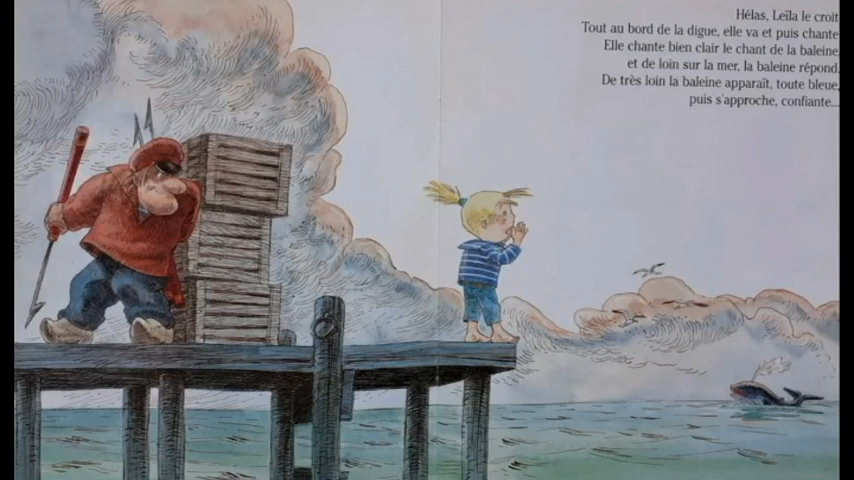 Hélas, Leïla le croit
Tout au bord de la digue, elle va et puis chante
Elle chante bien clair le chant de la baleine
et de loin sur la mer, la baleine répond.
De très loin la baleine apparaît, toute bleue,
puis s'approche, confiante...